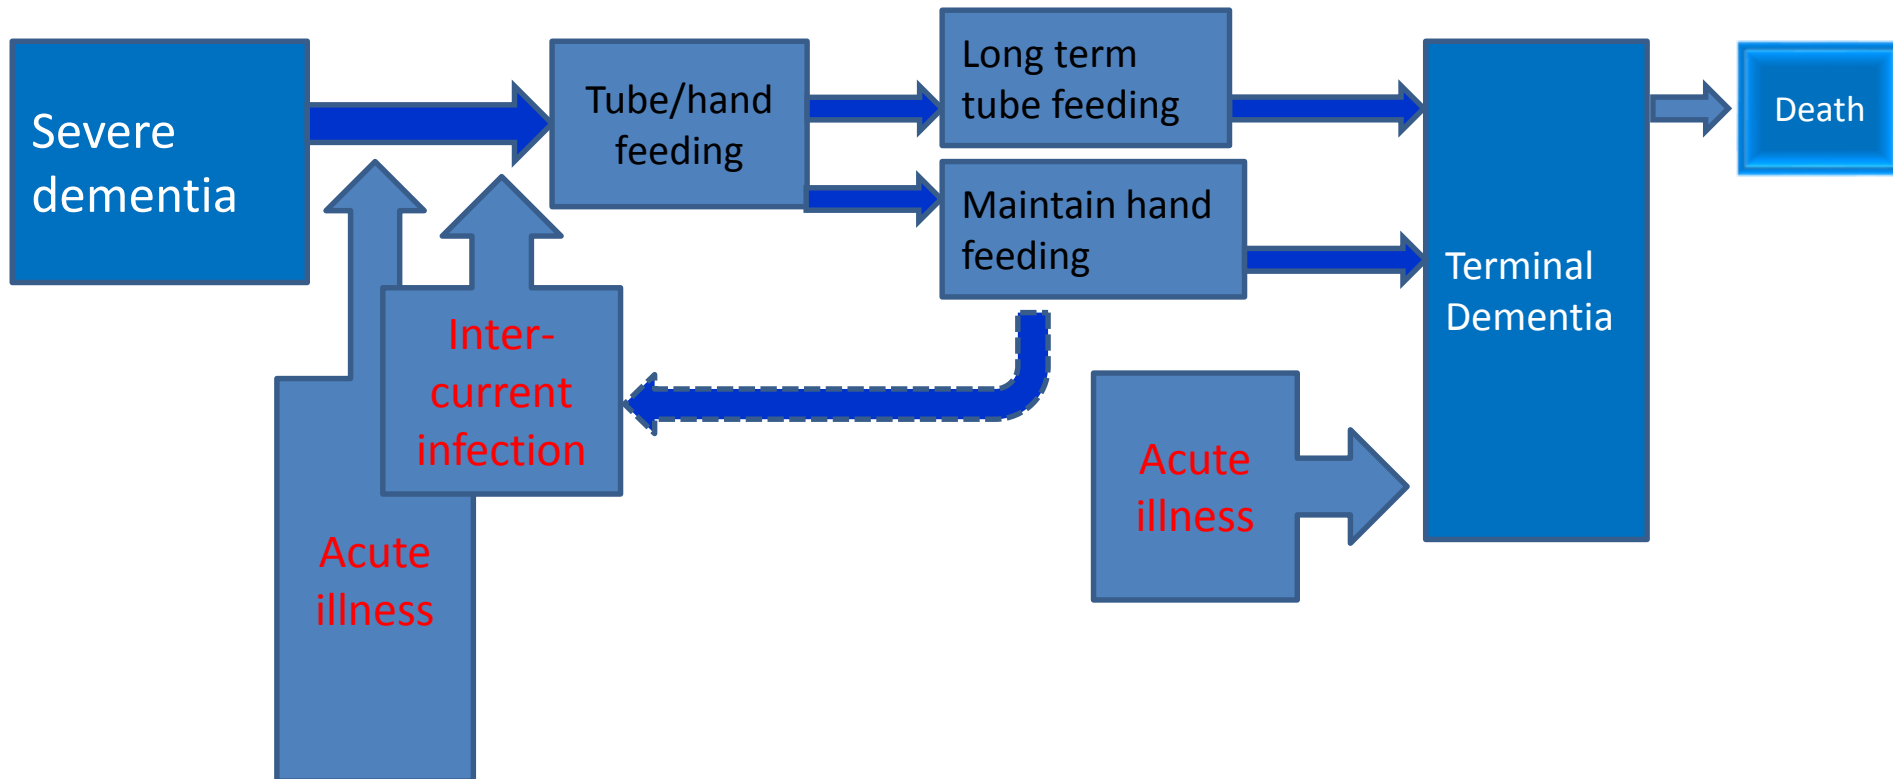 Severe
dementia
Tube/hand
feeding
Long term
tube feeding
Maintain hand
feeding
Terminal
Dementia
Death
Inter-
current
infection
Acute
illness
Acute
illness